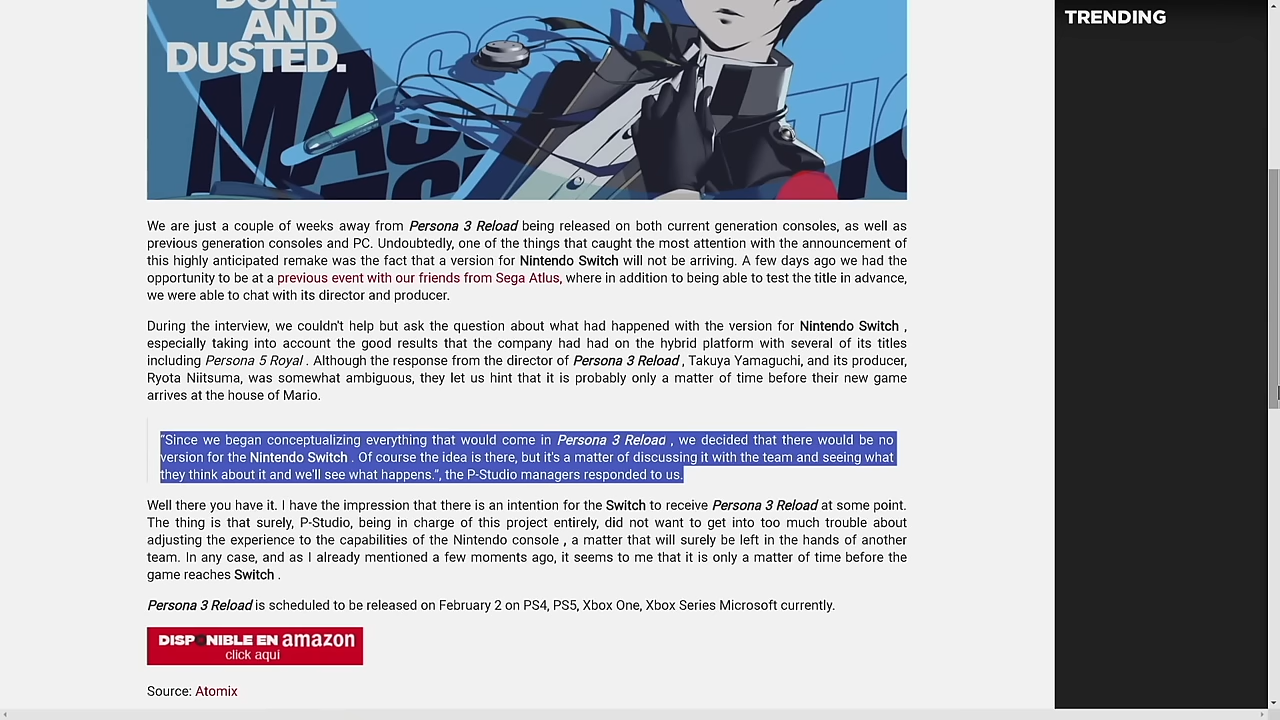 DONE
AND
DUSTED.
TRENDING
We are just a couple of weeks away from Persona 3 Reload being released on both current generation consoles, as well as
previous generation consoles and PC. Undoubtedly, one of the things that caught the most attention with the announcement of
this highly anticipated remake was the fact that a version for Nintendo Switch will not be arriving. A few days ago we had the
opportunity to be at a previous event with our friends from Sega Atlus, where in addition to being able to test the title in advance,
we were able to chat with its director and producer.
During the interview, we couldn't help but ask the question about what had happened with the version for Nintendo Switch ,
especially taking into account the good results that the company had had on the hybrid platform with several of its titles
including Persona 5 Royal . Although the response from the director of Persona 3 Reload , Takuya Yamaguchi, and its producer,
Ryota Niitsuma, was somewhat ambiguous, they let us hint that it is probably only a matter of time before their new game
arrives at the house of Mario.
“Since we began conceptualizing everything that would come in Persona 3 Reload , we decided that there would be no
version for the Nintendo Switch . Of course the idea is there, but it's a matter of discussing it with the team and seeing what
they think about it and we'll see what happens.”, the P-Studio managers responded to us.
Well there you have it. I have the impression that there is an intention for the Switch to receive Persona 3 Reload at some point.
The thing is that surely, P-Studio, being in charge of this project entirely, did not want to get into too much trouble about
adjusting the experience to the capabilities of the Nintendo console , a matter that will surely be left in the hands of another
team. In any case, and as I already mentioned a few moments ago, it seems to me that it is only a matter of time before the
game reaches Switch .
Persona 3 Reload is scheduled to be released on February 2 on PS4, PS5, Xbox One, Xbox Series Microsoft currently.
DISPONIBLE EN amazon
click aquí
Source: Atomix